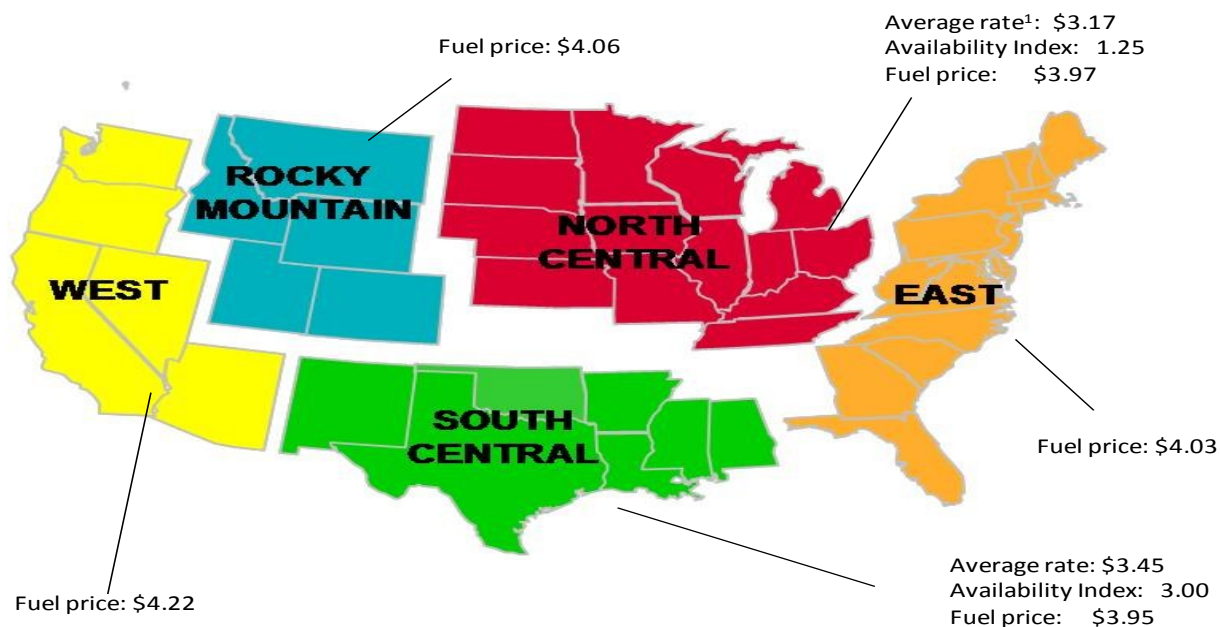 Average rate¹: $3.17
Availability Index: 1.25
Fuel price: $3.97
Fuel price: $4.06
ROCKY
MOUNTAIN
NORTH
CENTRAL
WEST
EAST
SOUTH
CENTRAL
Fuel price: $4.03
Average rate: $3.45
Availability Index: 3.00
Fuel price: $3.95
Fuel price: $4.22